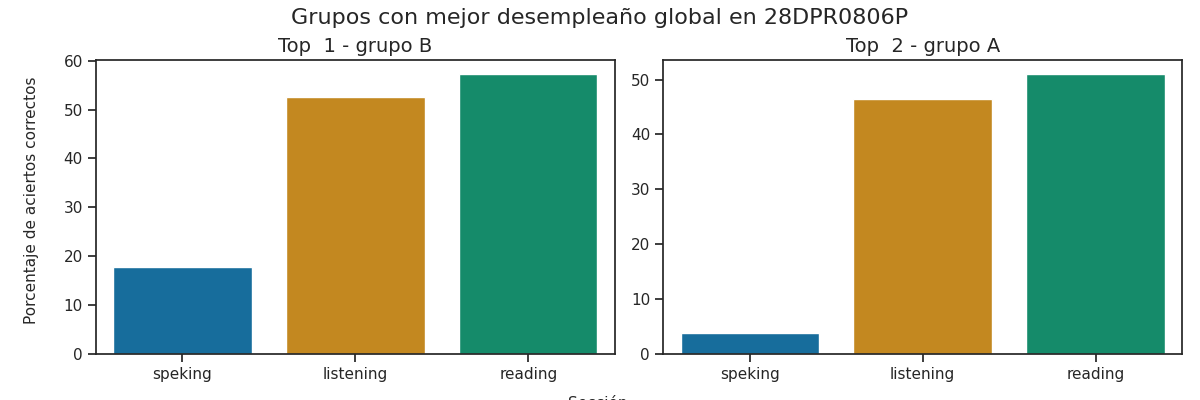 Grupos con mejor desempleaño global en 28DPR0806P
Top  1 - grupo B
Porcentaje de aciertos correctos
60
50
40
30
20
10
0
speking
listening
reading
Top  2 - grupo A
50
40
30
20
10
0
speking
listening
reading
Sección